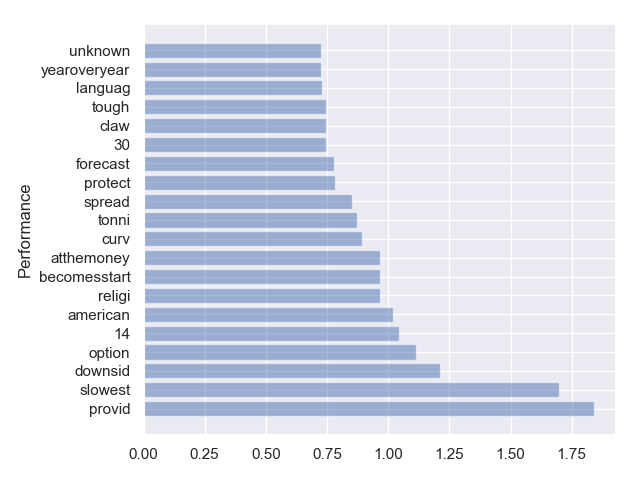 unknown
yearoveryear
languag
tough
claw
30
forecast
protect
spread
tonni
curv
atthemoney
becomesstart
religi
american
14
option
downsid
slowest
provid
Performance
0.00 0.25 0.50 0.75 1.00 1.25 1.50 1.75